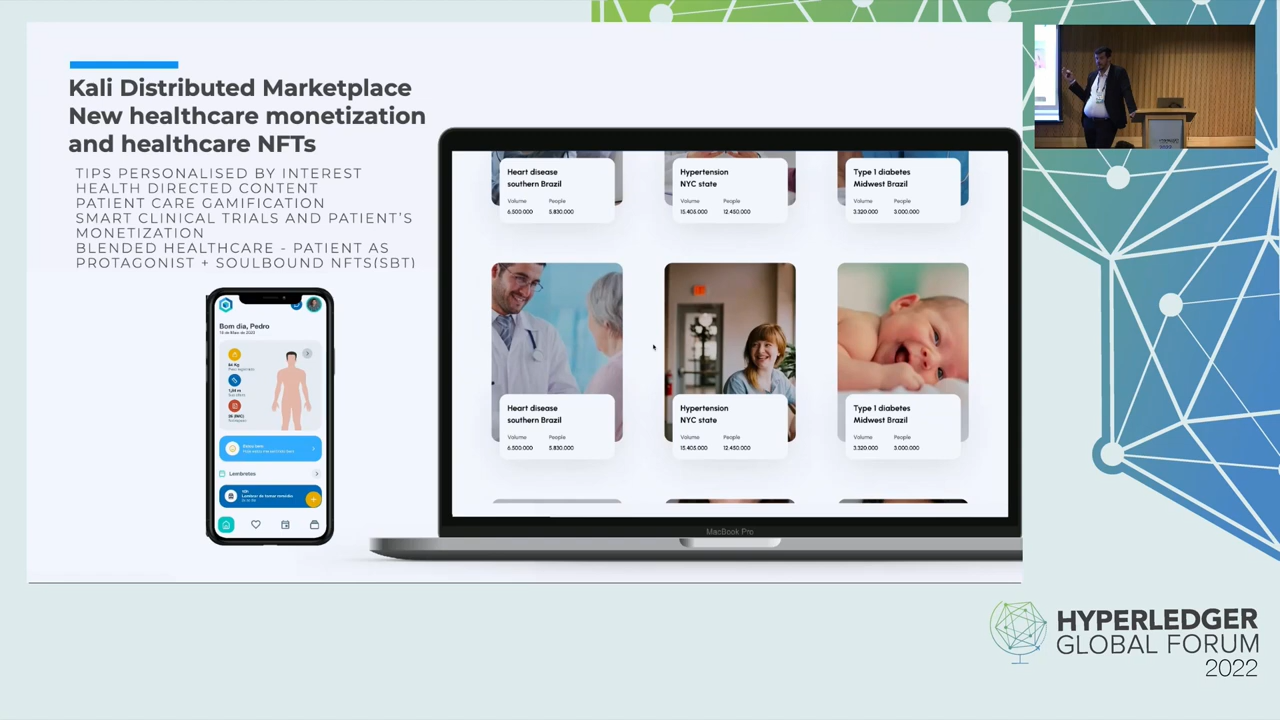 Kali Distributed Marketplace
New healthcare monetization
and healthcare NFTs
TIPS PERSONALISED BY INTEREST
HEALTH DIRECTED CONTENT
PATIENT CARE GAMIFICATION
SMART CLINICAL TRIALS AND PATIENT'S
MONETIZATION
BLENDED HEALTHCARE - PATIENT AS
PROTAGONIST + SOULBOUND NFTS(SBT)
Bom dia, Pedro
Lembretes
Lembrar de tomar remédio
Heart disease
southern Brazil
Volume People
6.500.000 5.830.000
Hypertension
NYC state
Volume People
15.405.000 12.450.000
Type 1 diabetes
Midwest Brazil
Volume People
3.320.000 3.000.000
Heart disease
southern Brazil
Volume People
6.500.000 5.830.000
Hypertension
NYC state
Volume People
15.405.000 12.450.000
Type 1 diabetes
Midwest Brazil
Volume People
3.320.000 3.000.000
MacBook Pro
HYPERLEDGER
GLOBAL FORUM
2022